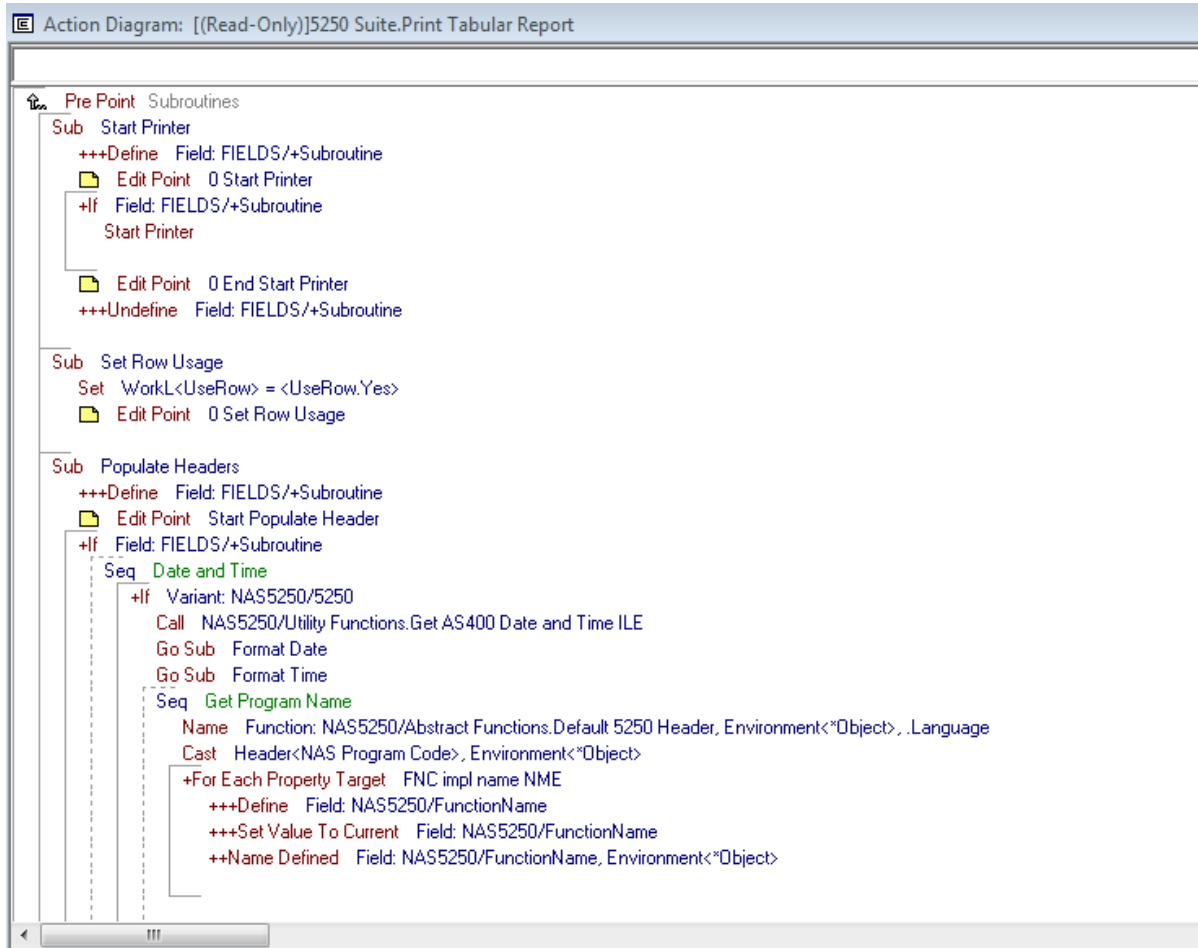 Action Diagram: [(Read-Only)]5250 Suite.Print Tabular Report
Pre Point Subroutines
Sub Start Printer
+++Define Field: FIELDS/+Subroutine
Edit Point 0 Start Printer
+If Field: FIELDS/+Subroutine
Start Printer
Edit Point 0 End Start Printer
+++Undefine Field: FIELDS/+Subroutine
Sub Set Row Usage
Set WorkL<UseRow> = <UseRow.Yes>
Edit Point 0 Set Row Usage
Sub Populate Headers
+++Define Field: FIELDS/+Subroutine
Edit Point Start Populate Header
+If Field: FIELDS/+Subroutine
Seq Date and Time
+If Variant: NAS5250/5250
Call NAS5250/Utility Functions.Get AS400 Date and Time ILE
Go Sub Format Date
Go Sub Format Time
Seq Get Program Name
Name Function: NAS5250/Abstract Functions.Default 5250 Header, Environment<*Object>, .Language
Cast Header<NAS Program Code>, Environment<*Object>
+For Each Property Target FNC impl name NME
+++Define Field: NAS5250/FunctionName
+++Set Value To Current Field: NAS5250/FunctionName
++Name Defined Field: NAS5250/FunctionName, Environment<*Object>